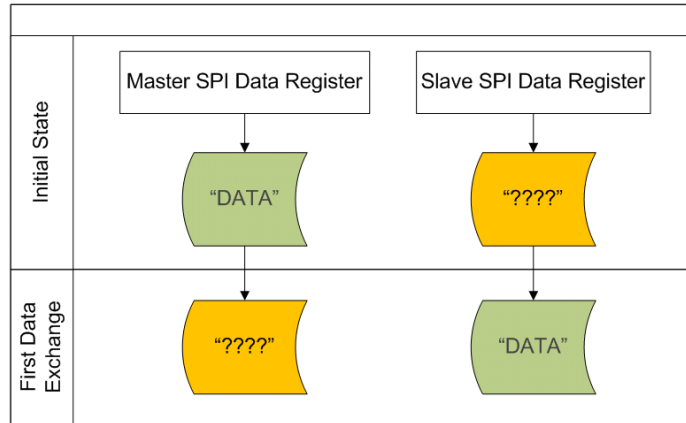 Initial State
Master SPI Data Register
Slave SPI Data Register
“DATA”
“????”
First Data
Exchange
“????”
“DATA”